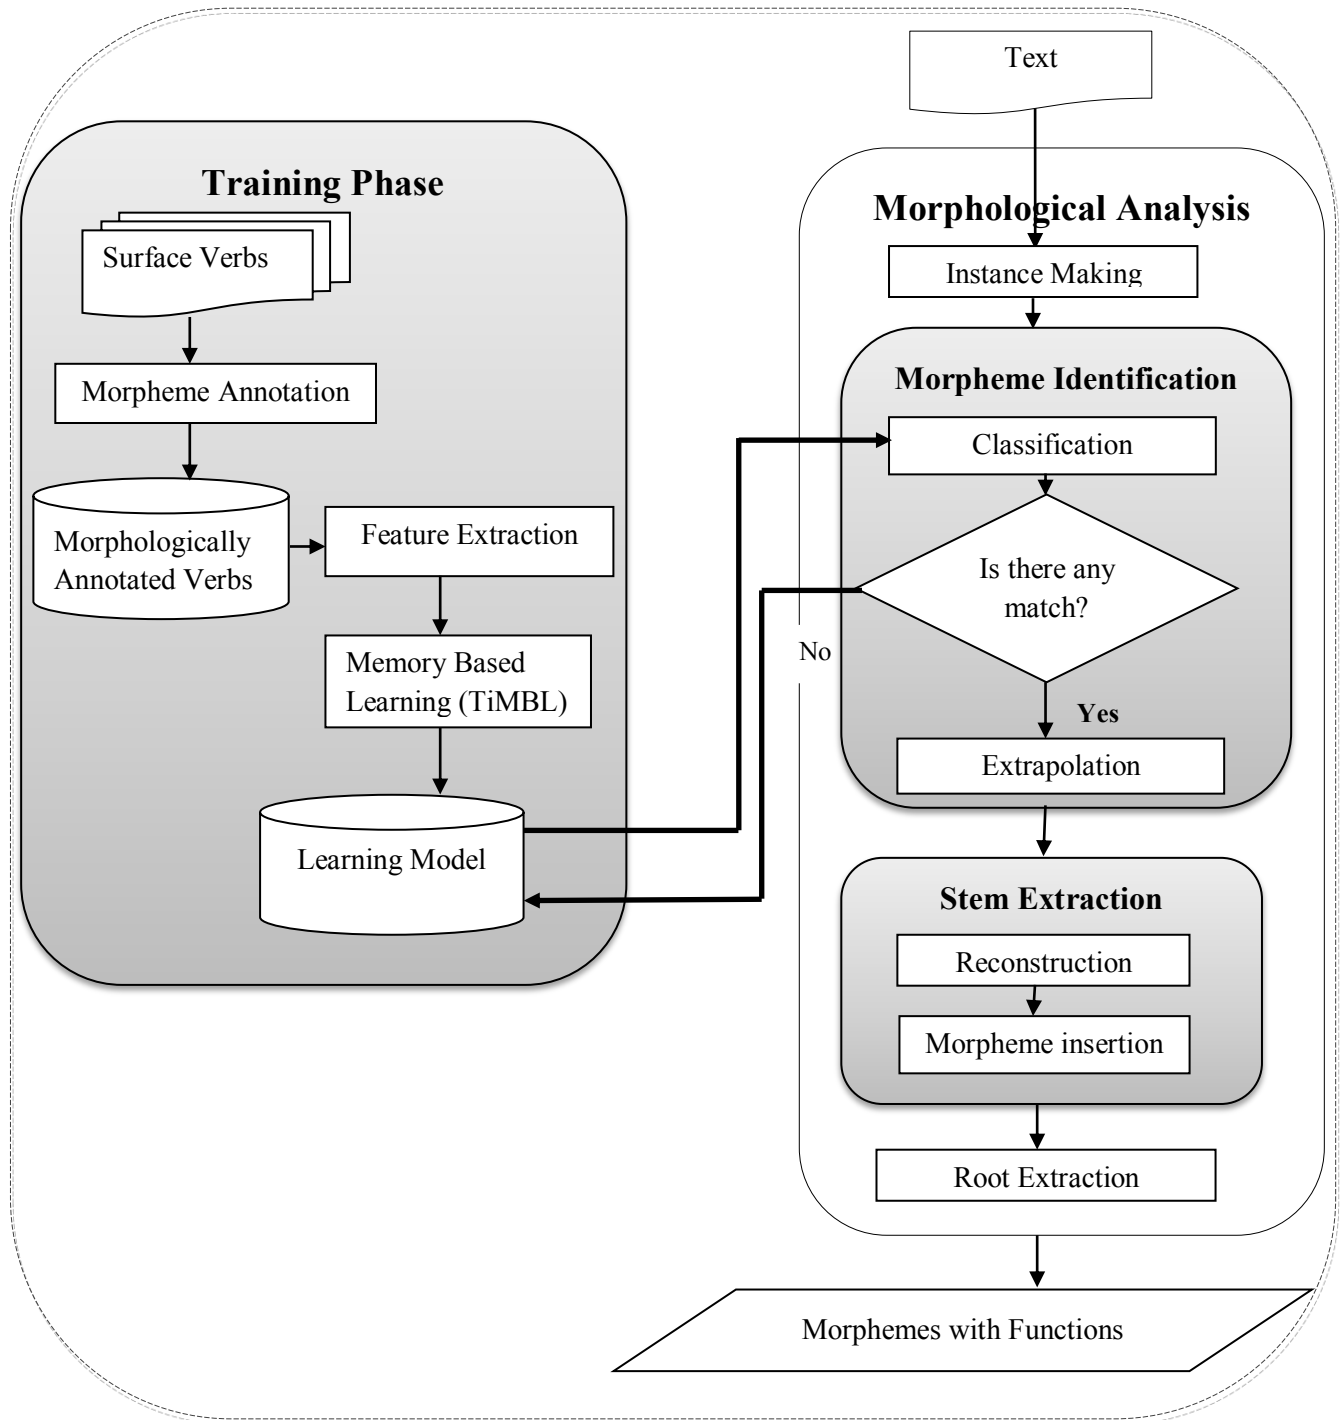 Text
Training Phase
Surface Verbs
Morpheme Annotation
Morphologically
Annotated Verbs
Feature Extraction
Memory Based
Learning (TiMBL)
Learning Model
Morphological Analysis
Instance Making
Morpheme Identification
Classification
Is there any
match?
No
Yes
Extrapolation
Stem Extraction
Reconstruction
Morpheme insertion
Root Extraction
Morphemes with Functions